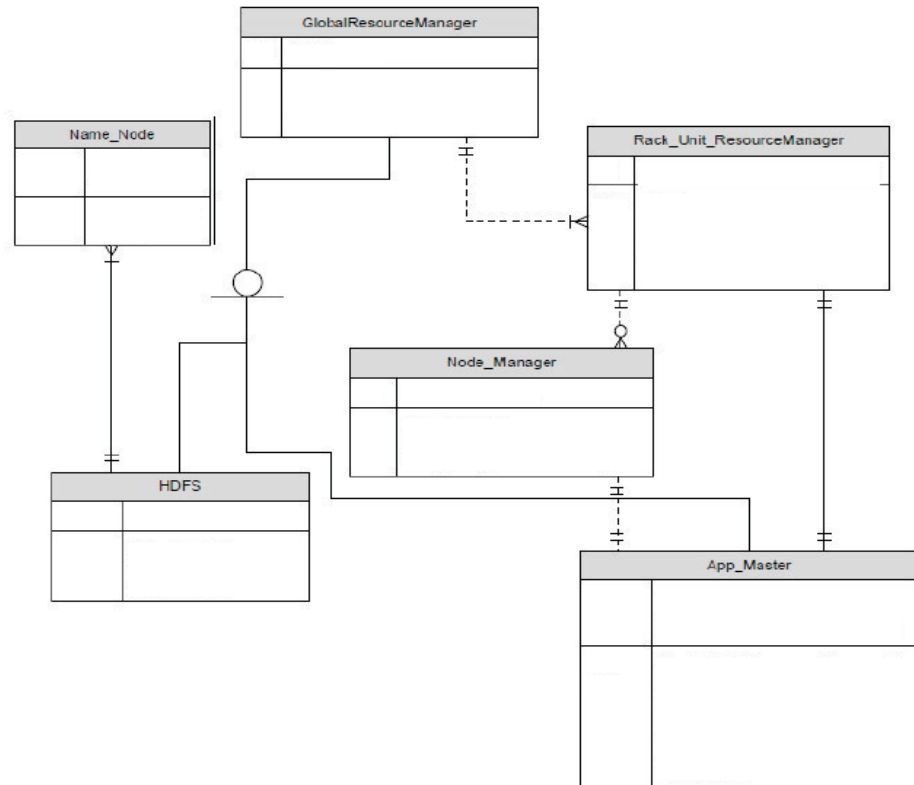 GlobalResourceManager
Name_Node
Rack_Unit_ResourceManager
Node_Manager
HDFS
App_Master